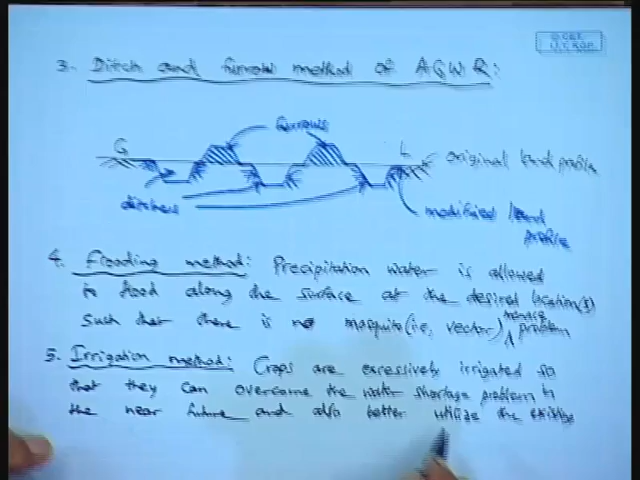 © CET
I.I.T. KGP
3. Ditch and furrow method of AGWR:
furrows
G
L
original land profile
ditches
modified land
profile
4. Flooding method: Precipitation water is allowed
to flood along the surface at the desired location(s)
menace
such that there is no mosquito (i.e., vector) problem
5. Irrigation method: Crops are excessively irrigated so
that they can overcome the water shortage problem in
the near future and also better utilize the existing